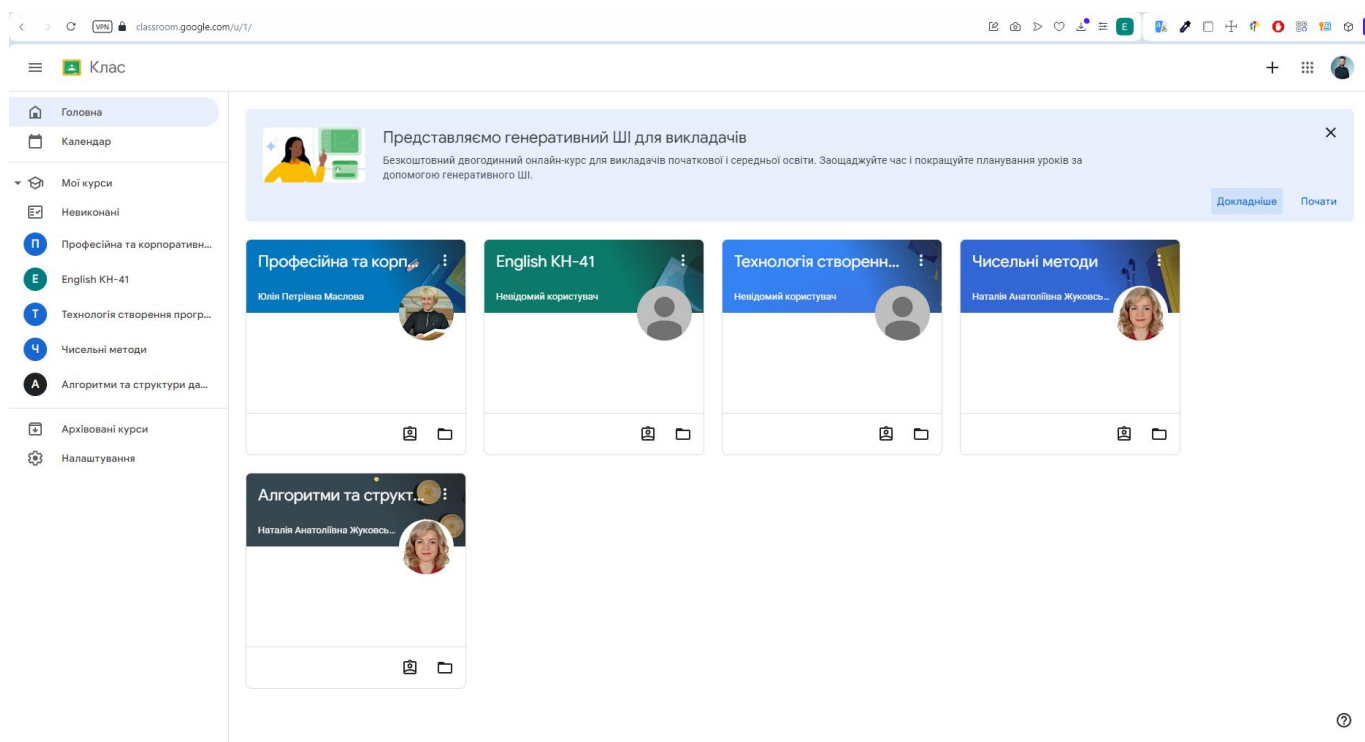 VPN classroom.google.com/u/1/
E
Клас
Головна
Календар
Мої курси
Невиконані
П Професійна та корпоративн...
E English КН-41
Т Технологія створення прогр...
Ч Чисельні методи
А Алгоритми та структури да...
Архівовані курси
Налаштування
Представляємо генеративний ШІ для викладачів
Безкоштовний двогодинний онлайн-курс для викладачів початкової і середньої освіти. Заощаджуйте час і покращуйте планування уроків за
допомогою генеративного ШІ.
Докладніше Почати
Професійна та корп...
Юлія Петрівна Маслова
English КН-41
Невідомий користувач
Технологія створенн...
Невідомий користувач
Чисельні методи
Наталія Анатоліївна Жуковсь...
Алгоритми та структ...
Наталія Анатоліївна Жуковсь...